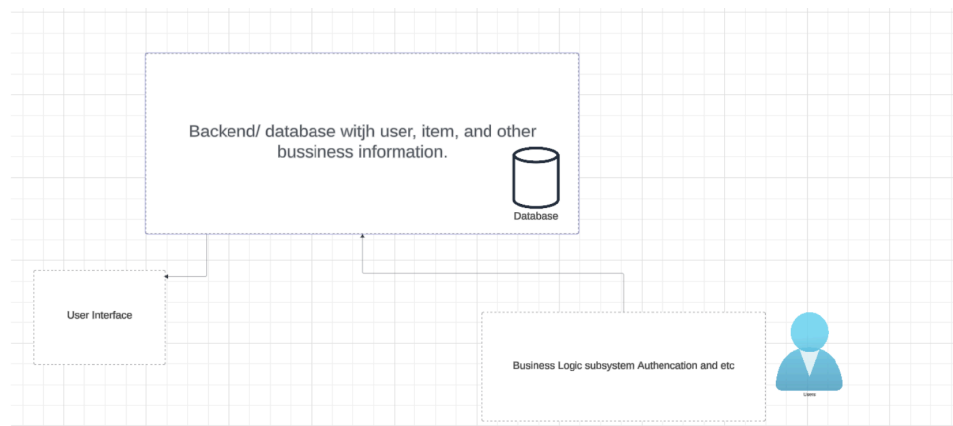 Backend/ database witjh user, item, and other
bussiness information.
Database
User Interface
Business Logic subsystem Authencation and etc
Users